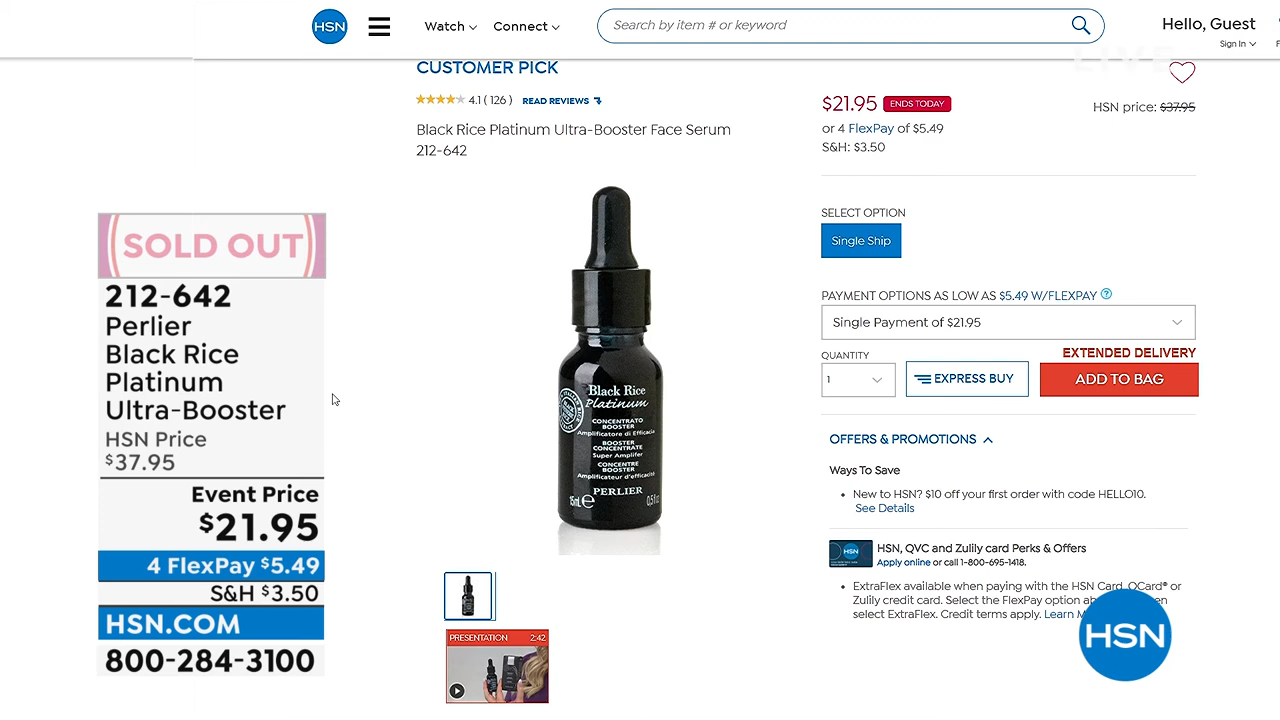 HSN
Watch
Connect
Search by item # or keyword
Hello, Guest
Sign In
LIVE
CUSTOMER PICK
4.1 ( 126 ) READ REVIEWS
Black Rice Platinum Ultra-Booster Face Serum
212-642
$21.95 ENDS TODAY
HSN price: $37.95
or 4 FlexPay of $5.49
S&H: $3.50
SELECT OPTION
Single Ship
PAYMENT OPTIONS AS LOW AS $5.49 W/FLEXPAY
Single Payment of $21.95
QUANTITY
1
EXPRESS BUY
EXTENDED DELIVERY
ADD TO BAG
OFFERS & PROMOTIONS
Ways To Save
• New to HSN? $10 off your first order with code HELLO10.
See Details
HSN
HSN, QVC and Zulily card Perks & Offers
Apply online or call 1-800-695-1418.
• ExtraFlex available when paying with the HSN Card, QCard® or
Zulily credit card. Select the FlexPay option
select ExtraFlex. Credit terms apply. Learn
HSN
SOLD OUT
212-642
Perlier
Black Rice
Platinum
Ultra-Booster
HSN Price
$37.95
Event Price
$21.95
4 FlexPay $5.49
S&H $3.50
HSN.COM
800-284-3100
Black Rice
Platinum
CONCENTRATO
BOOSTER
Amplificatore di Efficacia
BOOSTER
CONCENTRATE
Super Amplifer
CONCENTRE
BOOSTER
Amplificateur d'efficacité
PERLIER
15mL e 0,5 fl
PRESENTATION 2:42